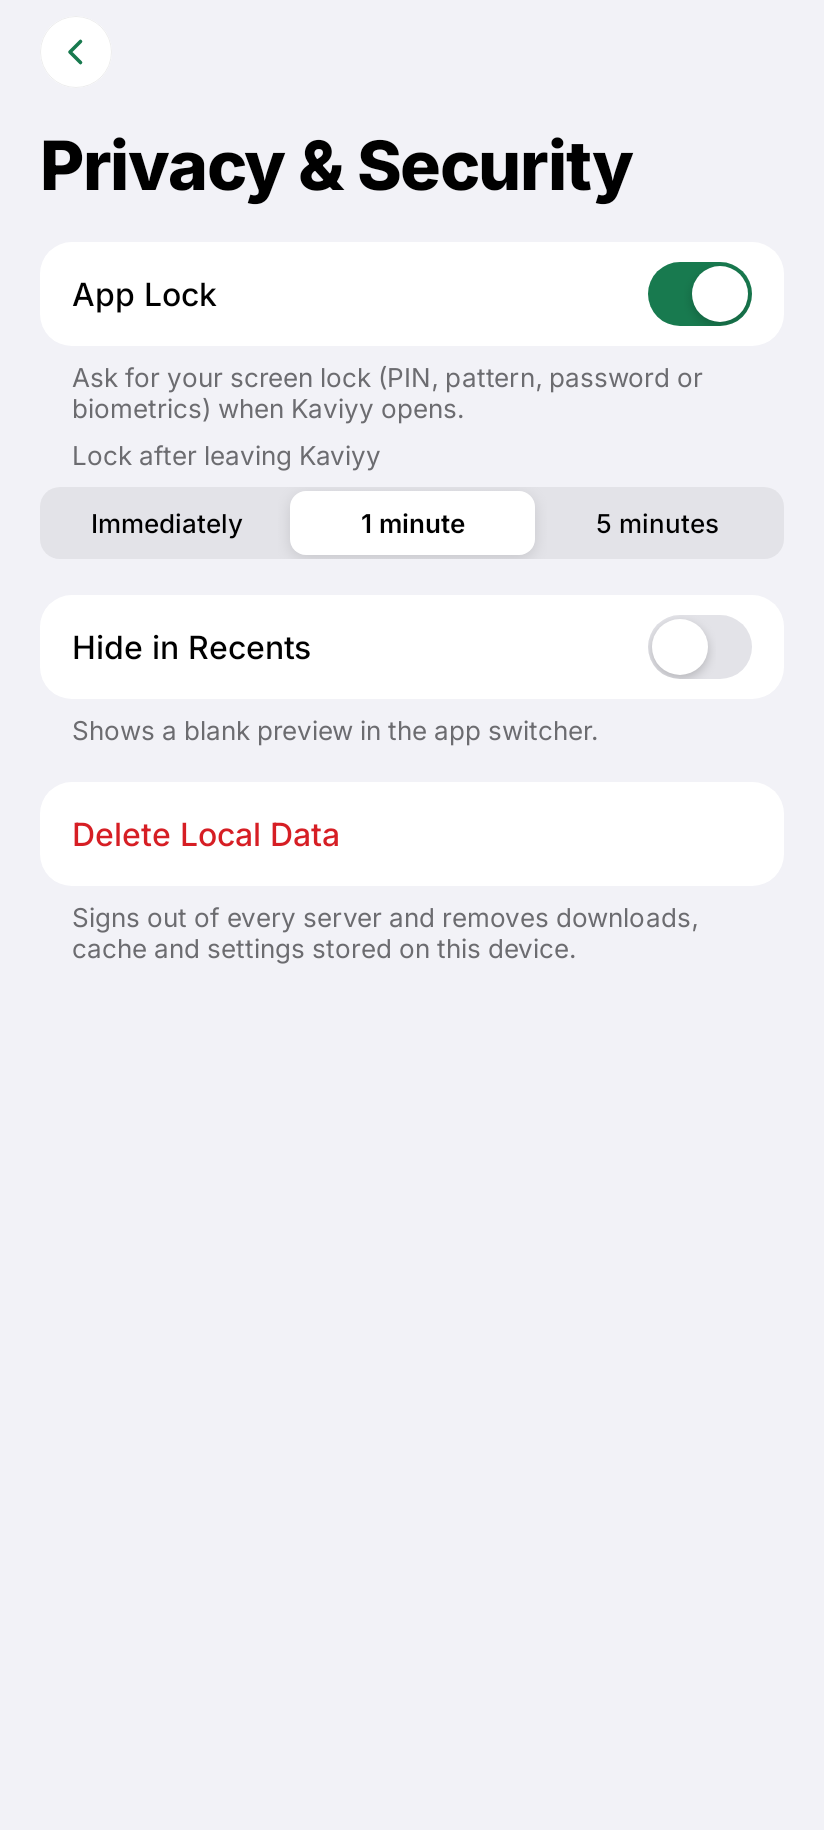 Privacy & Security
App Lock
Ask for your screen lock (PIN, pattern, password or
biometrics) when Kaviyy opens.
Lock after leaving Kaviyy
Immediately
1 minute
5 minutes
Hide in Recents
Shows a blank preview in the app switcher.
Delete Local Data
Signs out of every server and removes downloads,
cache and settings stored on this device.